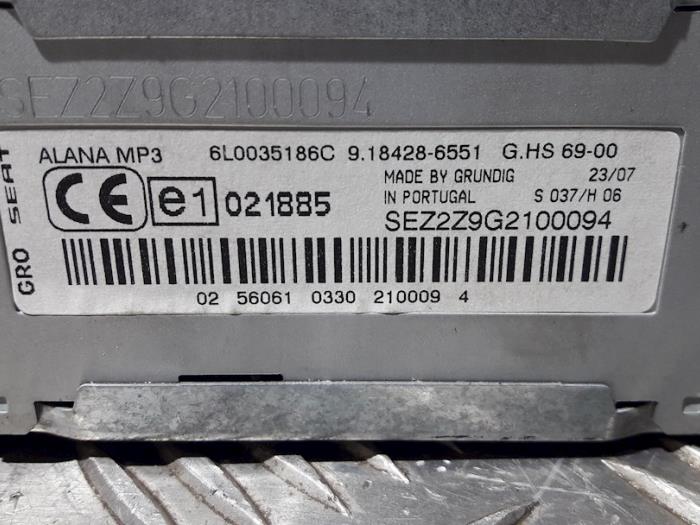 SEZ2Z9G2100094
GRO SEAT
ALANA MP3 6L0035186C 9.18428-6551 G.HS 69-00
MADE BY GRUNDIG 23/07
CE e1 021885 IN PORTUGAL S 037/H 06
SEZ2Z9G2100094
02 56061 0330 210009 4